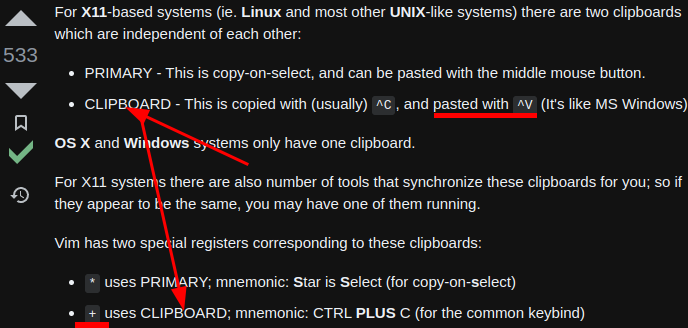 For X11-based systems (ie. Linux and most other UNIX-like systems) there are two clipboards
which are independent of each other:
533
PRIMARY - This is copy-on-select, and can be pasted with the middle mouse button.
CLIPBOARD - This is copied with (usually) ^C, and pasted with ^V (It's like MS Windows)
OS X and Windows systems only have one clipboard.
For X11 systems there are also number of tools that synchronize these clipboards for you; so if
they appear to be the same, you may have one of them running.
Vim has two special registers corresponding to these clipboards:
* uses PRIMARY; mnemonic: Star is Select (for copy-on-select)
+ uses CLIPBOARD; mnemonic: CTRL PLUS C (for the common keybind)